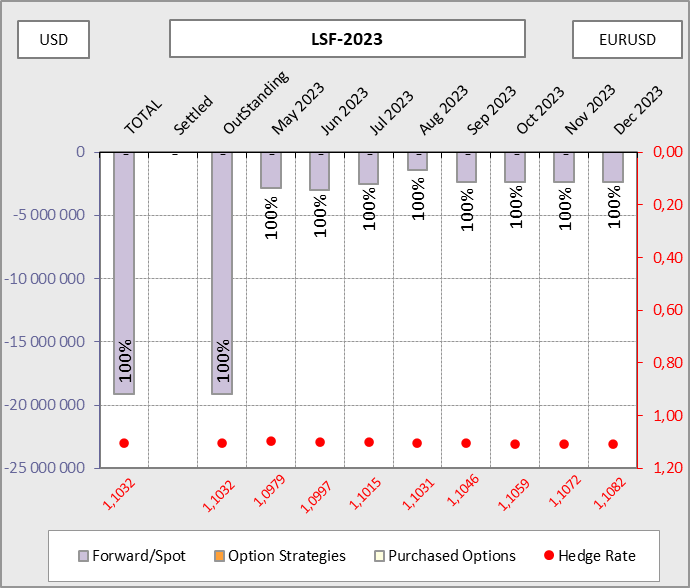 USD
LSF-2023
EURUSD
TOTAL
Settled
OutStanding
May 2023
Jun 2023
Jul 2023
Aug 2023
Sep 2023
Oct 2023
Nov 2023
Dec 2023
0
-5 000 000
-10 000 000
-15 000 000
-20 000 000
-25 000 000
100%
100%
100%
100%
100%
100%
100%
100%
100%
100%
0,00
0,20
0,20
0,60
0,80
1,00
1,20
1,1032
1,1032
1,0979
1,0997
1,1015
1,1031
1,1046
1,1059
1,1072
1,1082
Forward/Spot
Option Strategies
Purchased Options
Hedge Rate